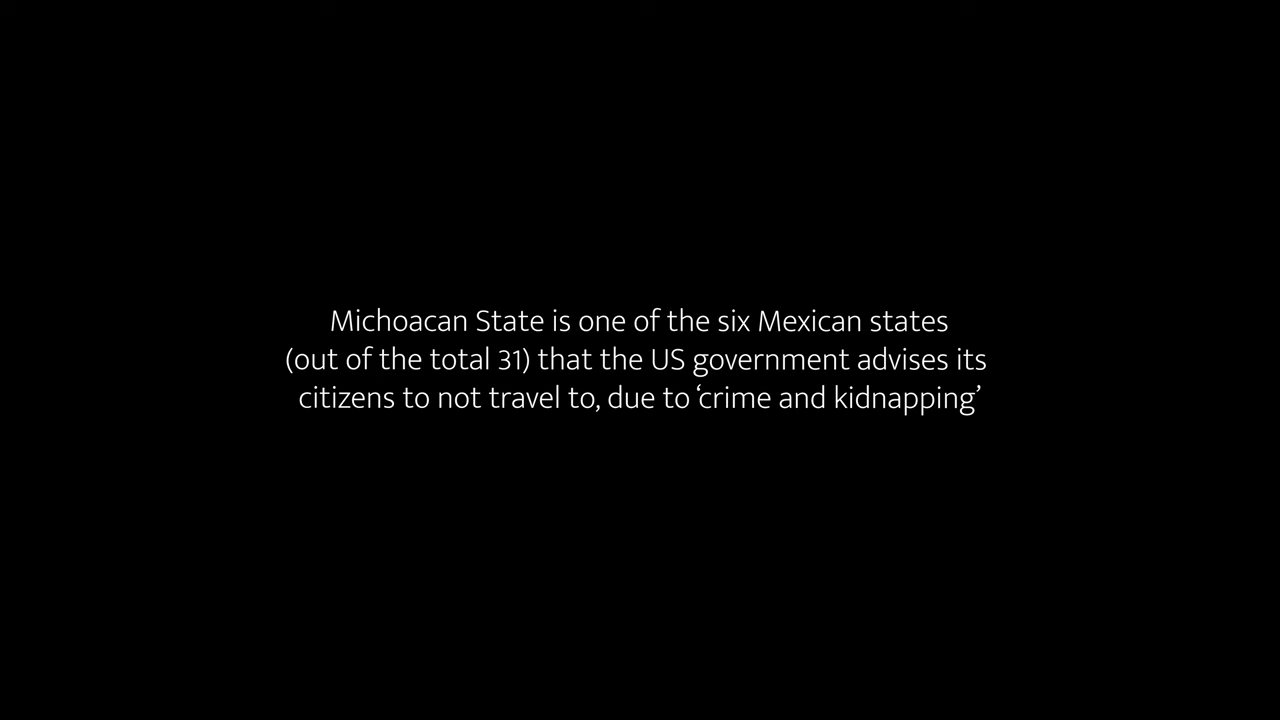 Michoacan State is one of the six Mexican states
(out of the total 31) that the US government advises its
citizens to not travel to, due to ‘crime and kidnapping’